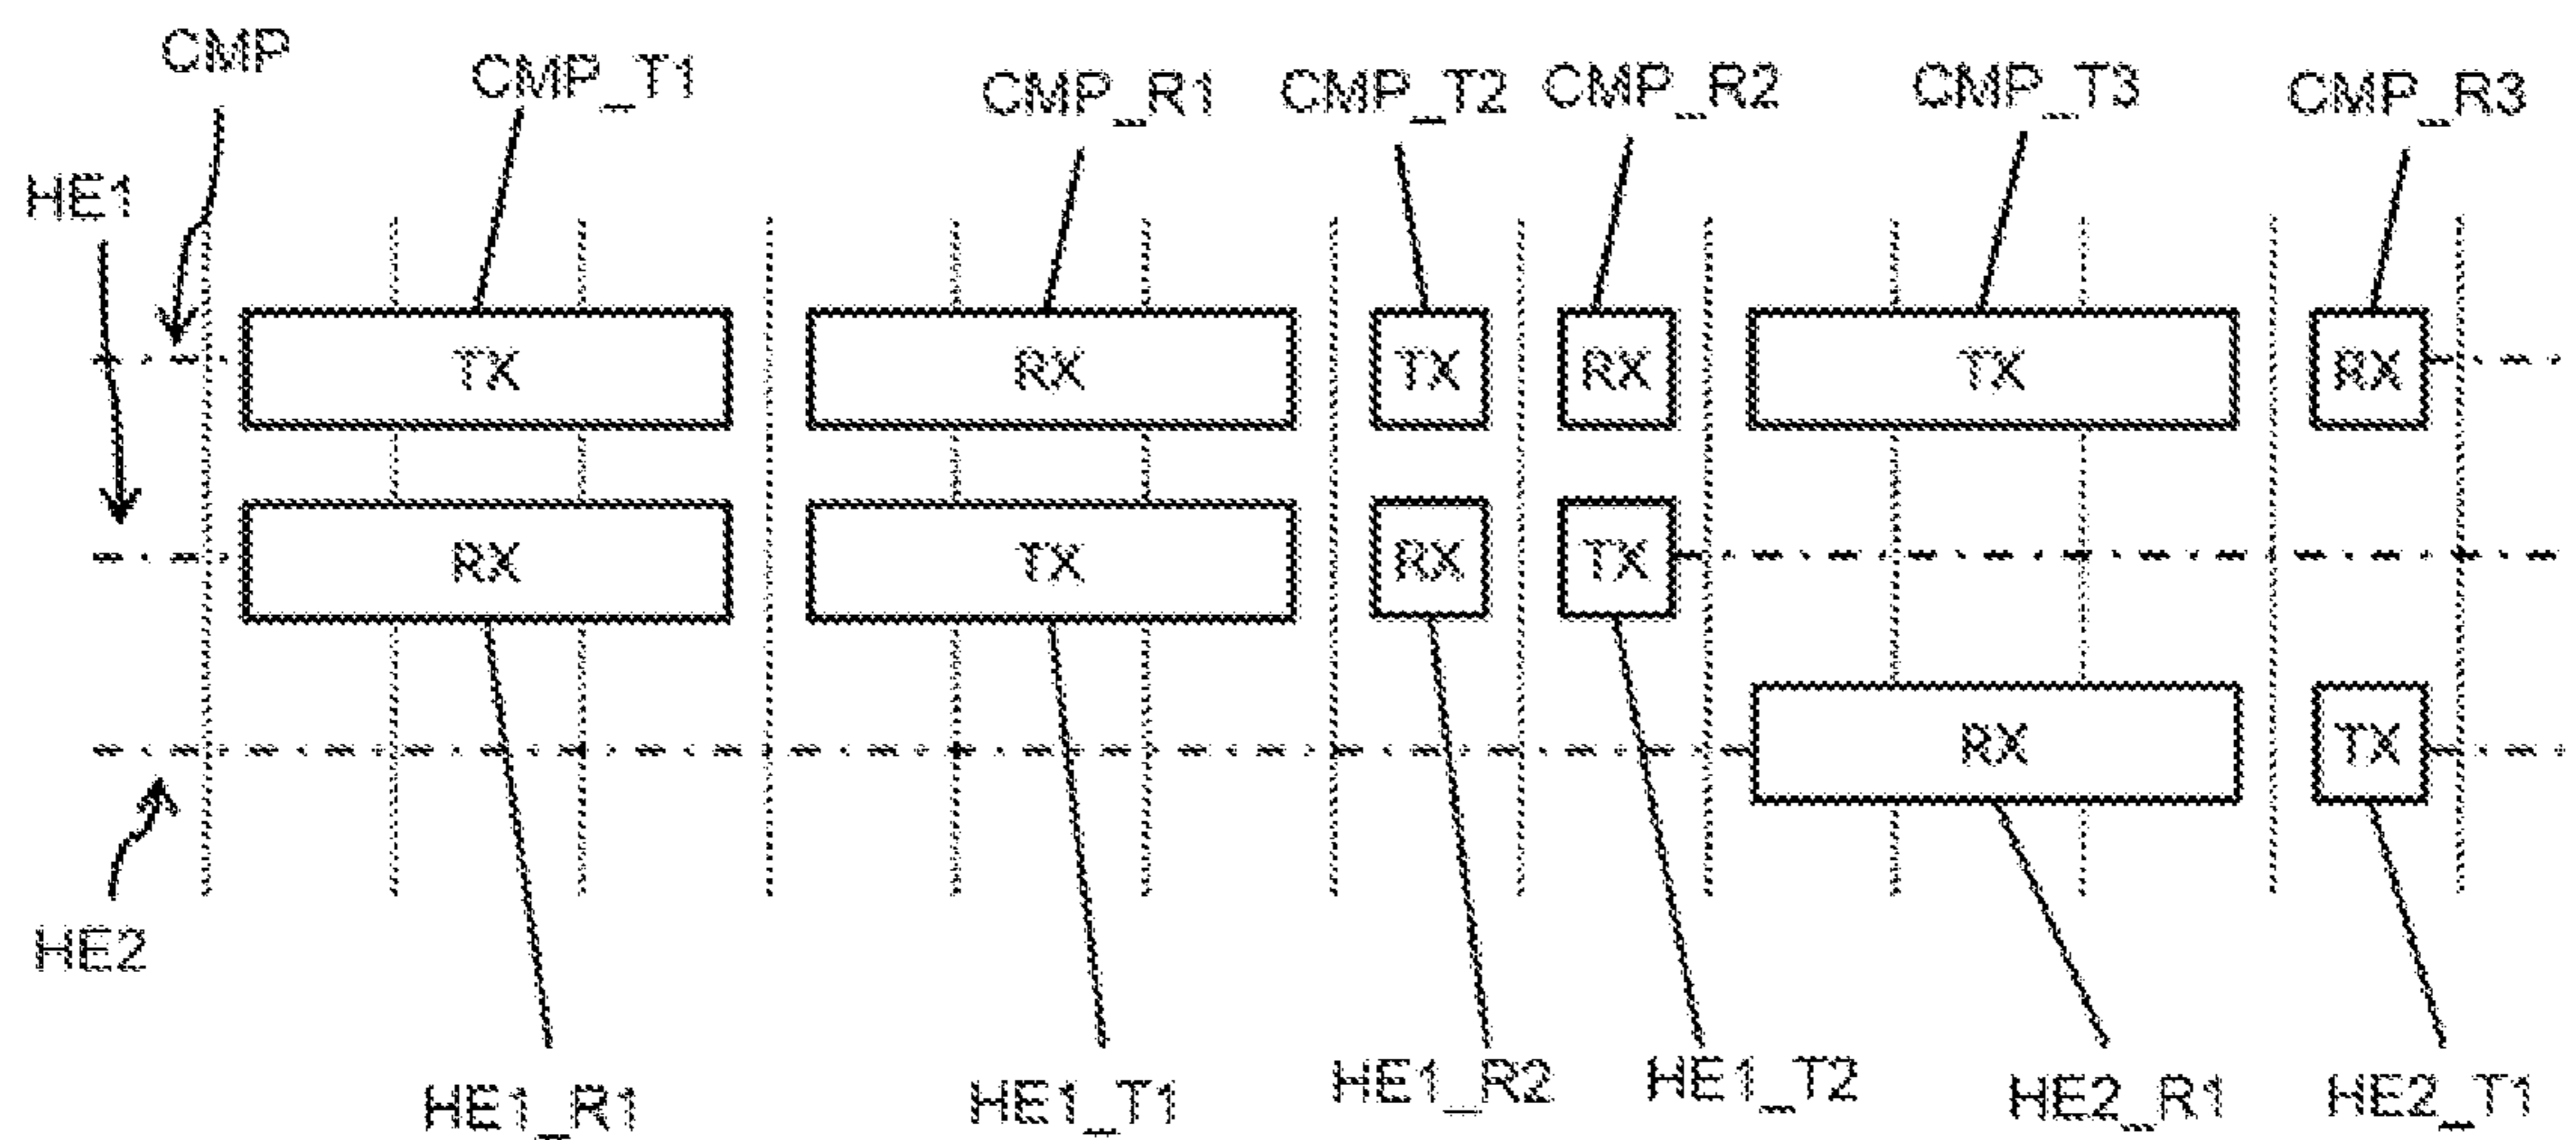 CMP CMP_T1 CMP_R1 CMP_T2 CMP_R2 CMP_T3 CMP_R3
HE1
TX RX TX RX TX RX
RX TX RX TX
RX TX
HE2
HE1_R1 HE1_T1 HE1_R2 HE1_T2 HE2_R1 HE2_T1